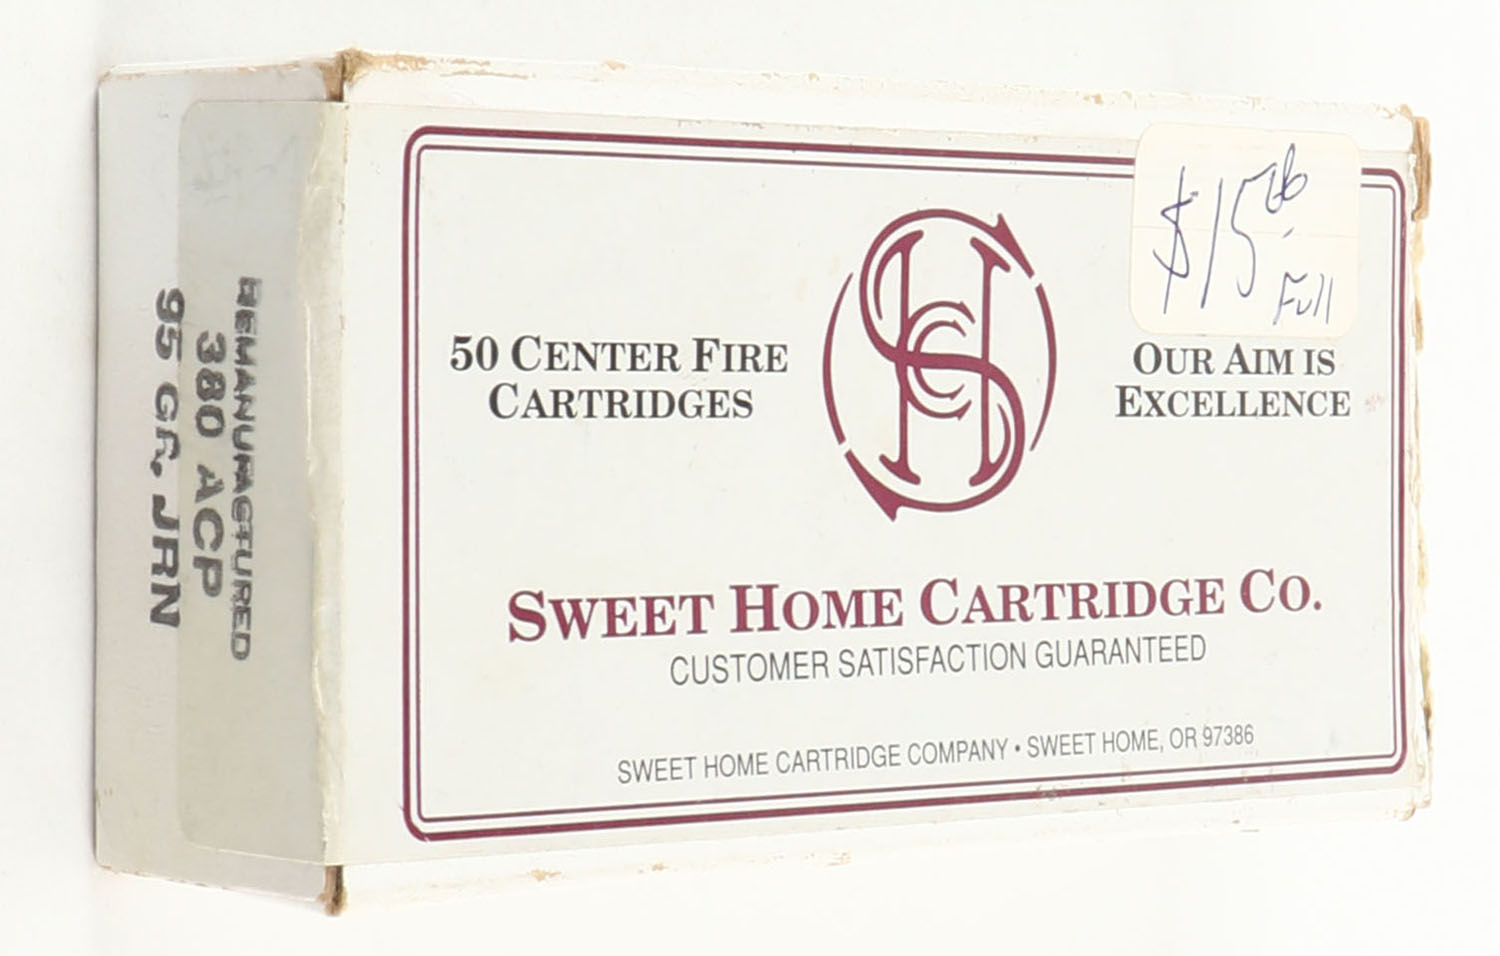 REMANUFACTURED
380 ACP
95 GR. JRN
50 CENTER FIRE
CARTRIDGES
SHC
$15.00
Full
OUR AIM IS
EXCELLENCE
SWEET HOME CARTRIDGE CO.
CUSTOMER SATISFACTION GUARANTEED
SWEET HOME CARTRIDGE COMPANY • SWEET HOME, OR 97386